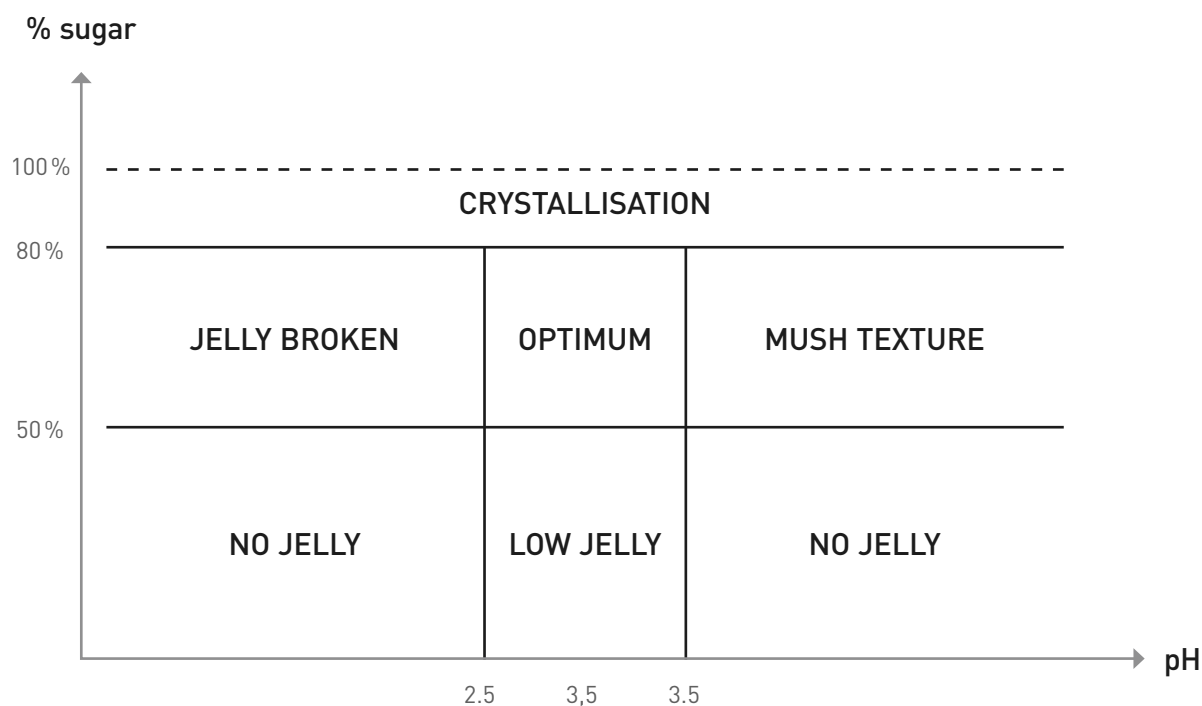 % sugar
100%
CRYSTALLISATION
80%
JELLY BROKEN OPTIMUM MUSH TEXTURE
50%
NO JELLY LOW JELLY NO JELLY
pH
2.5 3,5 3.5